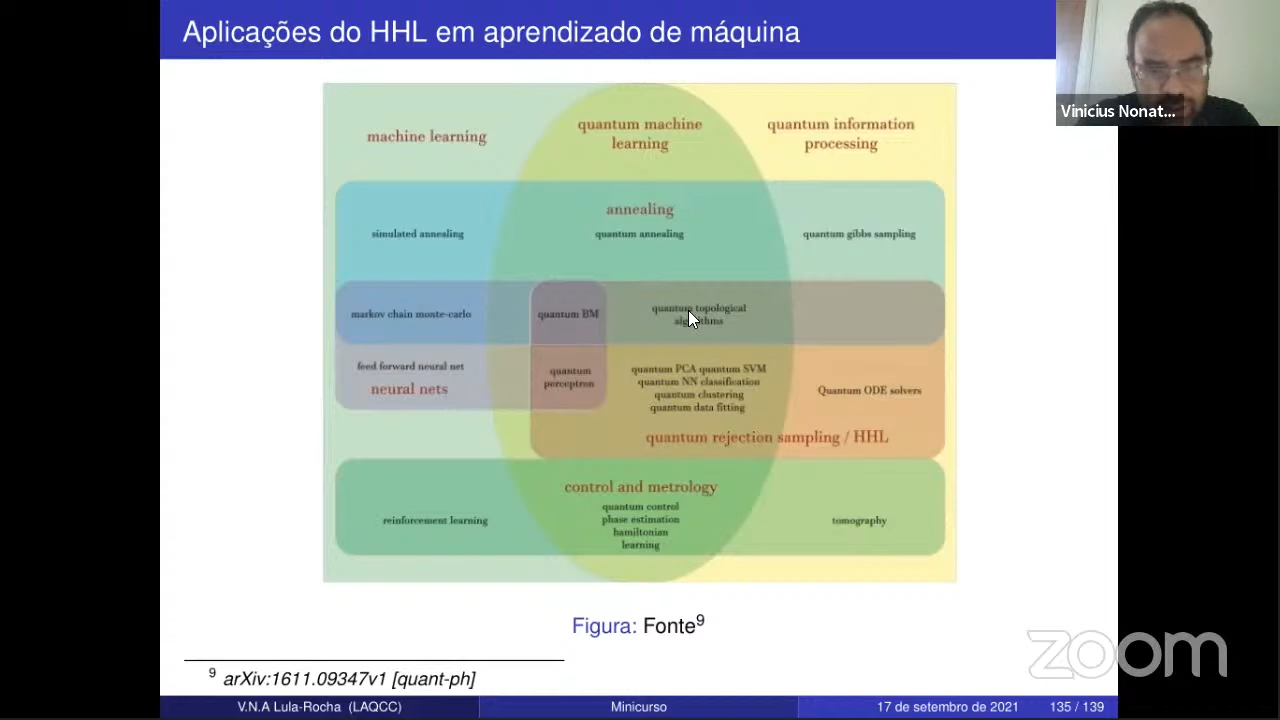 Aplicações do HHL em aprendizado de máquina
Vinicius Nonat...
machine learning
quantum machine
learning
quantum information
processing
annealing
simulated annealing
quantum annealing
quantum gibbs sampling
markov chain monte-carlo
quantum BM
quantum topological
algorithms
feed forward neural net
neural nets
quantum
perceptron
quantum PCA quantum SVM
quantum NN classification
quantum clustering
quantum data fitting
Quantum ODE solvers
quantum rejection sampling / HHL
control and metrology
reinforcement learning
quantum control
phase estimation
hamiltonian
learning
tomography
Figura: Fonte9
9 arXiv:1611.09347v1 [quant-ph]
zoom
V.N.A Lula-Rocha (LAQCC)
Minicurso
17 de setembro de 2021
135 / 139